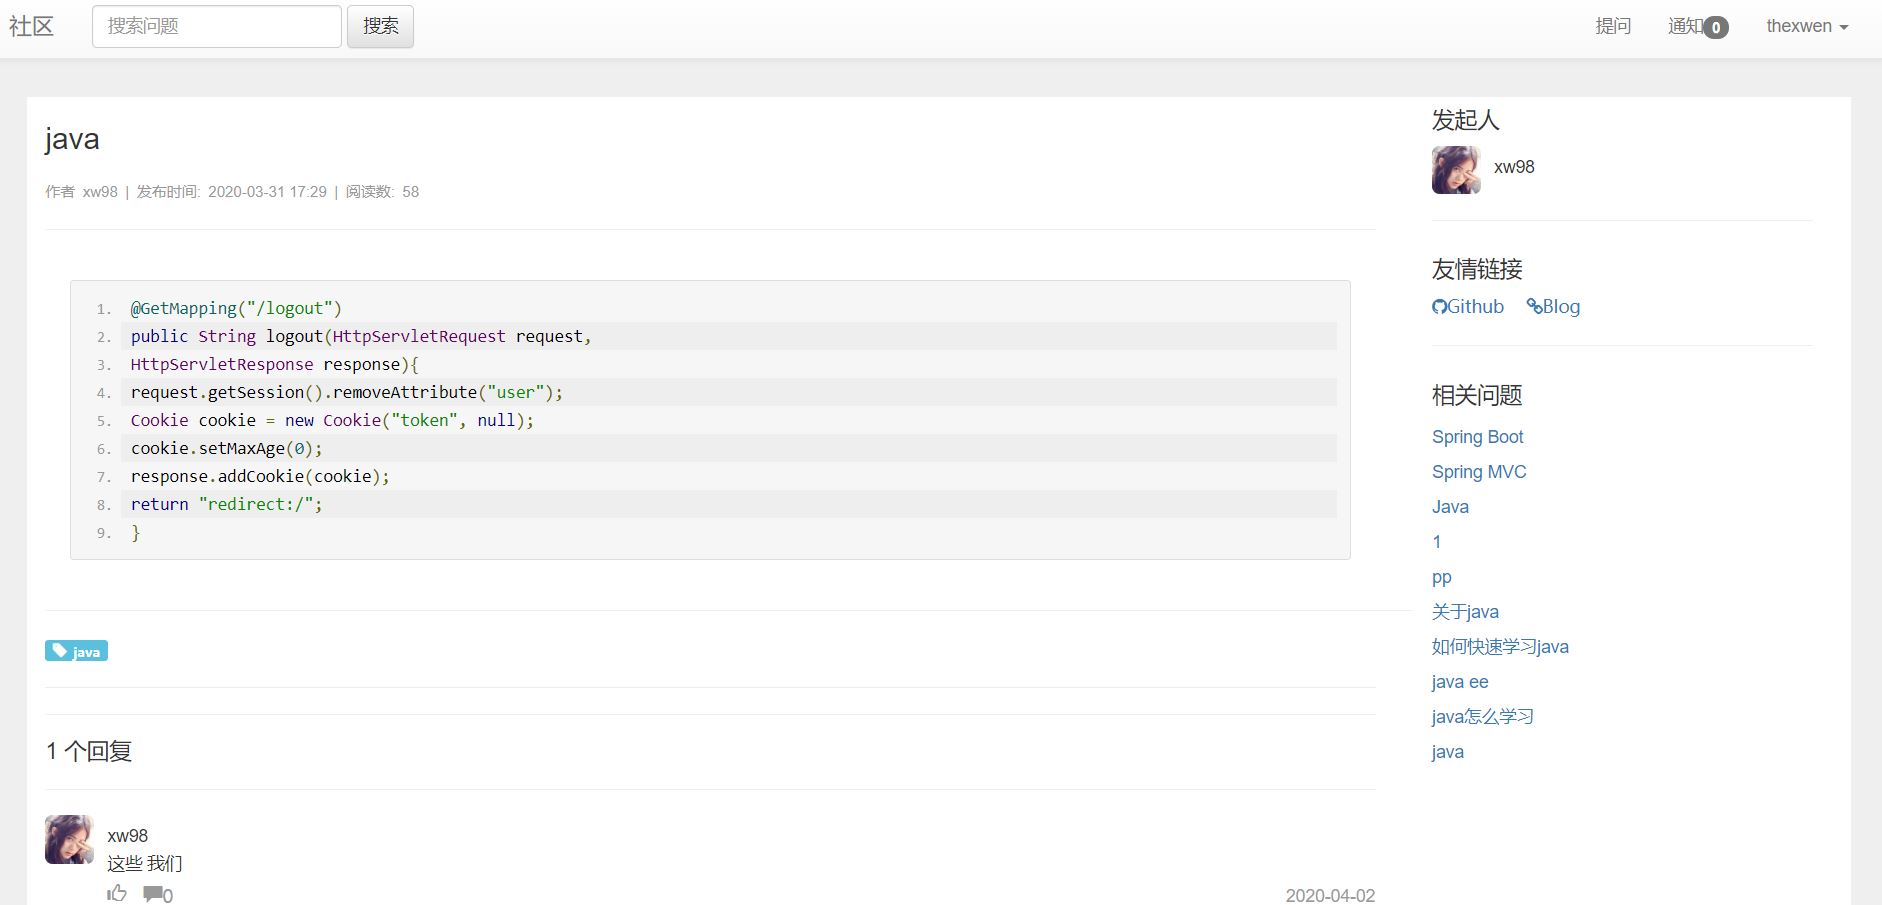 社区 搜索问题 搜索 提问 通知 0 thexwen
java
作者 xw98 | 发布时间: 2020-03-31 17:29 | 阅读数: 58
1. @GetMapping("/logout")
2. public String logout(HttpServletRequest request,
3. HttpServletResponse response){
4. request.getSession().removeAttribute("user");
5. Cookie cookie = new Cookie("token", null);
6. cookie.setMaxAge(0);
7. response.addCookie(cookie);
8. return "redirect:/";
9. }
java
1 个回复
xw98
这些 我们
0 2020-04-02
发起人
xw98
友情链接
Github Blog
相关问题
Spring Boot
Spring MVC
Java
1
pp
关于java
如何快速学习java
java ee
java怎么学习
java